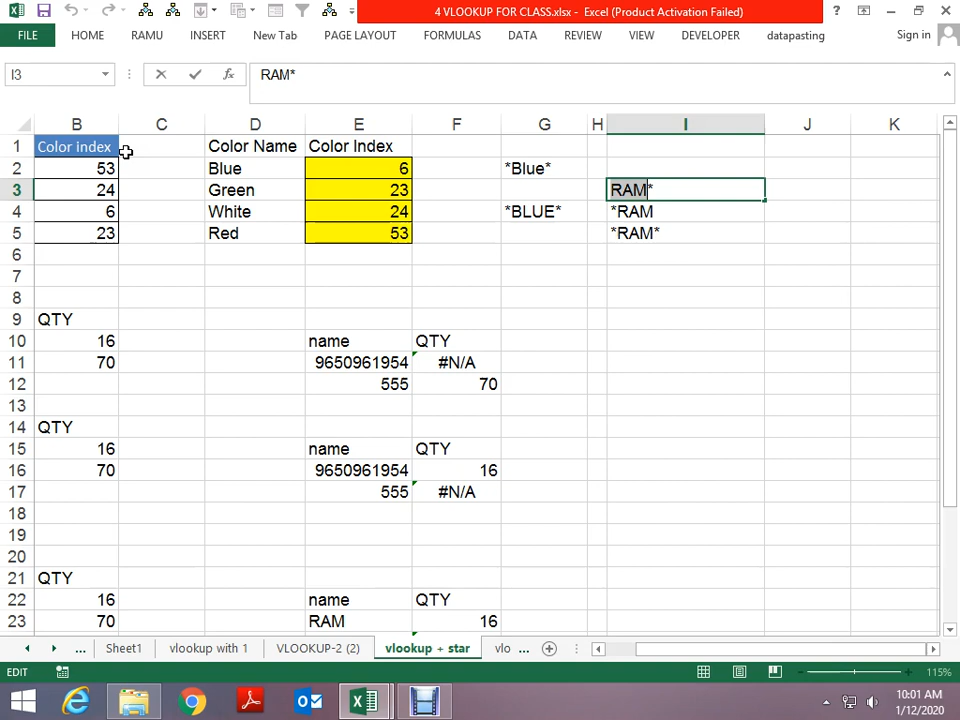 4 VLOOKUP FOR CLASS.xlsx - Excel (Product Activation Failed)
FILE HOME RAMU INSERT New Tab PAGE LAYOUT FORMULAS DATA REVIEW VIEW DEVELOPER datapasting Sign in
I3 fx RAM*
B C D E F G H I J K
1 Color index Color Name Color Index
2 53 Blue 6 *Blue*
3 24 Green 23 RAM*
4 6 White 24 *BLUE* *RAM
5 23 Red 53 *RAM*
6
7
8
9 QTY
10 16 name QTY
11 70 9650961954 #N/A
12 555 70
13
14 QTY
15 16 name QTY
16 70 9650961954 16
17 555 #N/A
18
19
20
21 QTY
22 16 name QTY
23 70 RAM 16
... Sheet1 vlookup with 1 VLOOKUP-2 (2) vlookup + star vlo ...
EDIT 115%
10:01 AM
1/12/2020